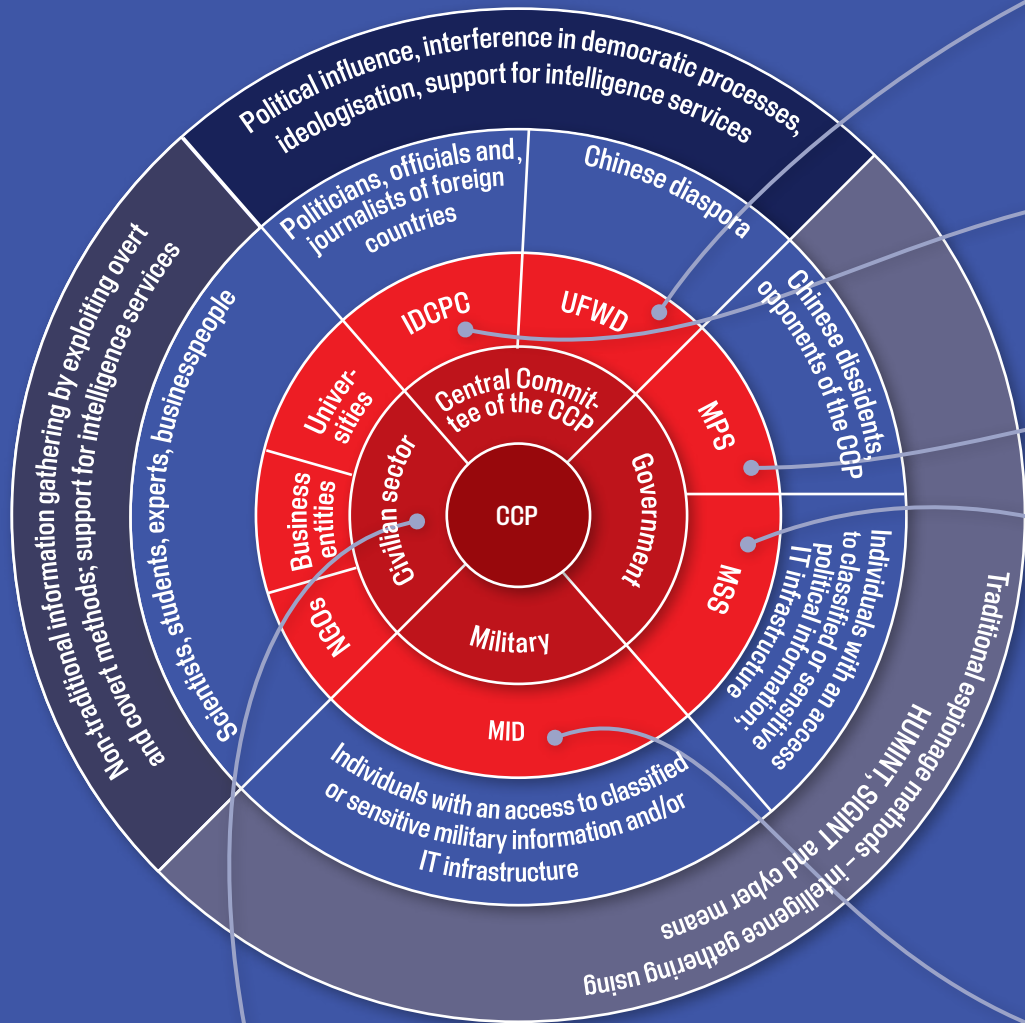 Political influence, interference in democratic processes,
ideologisation, support for intelligence services
Politicians, officials and,
journalists of foreign
countries
Chinese diaspora
IDCPC
UFWD
Central Commit-
tee of the CCP
CCP
Government
MPS
Chinese dissidents,
opponents of the CCP
MSS
Individuals with an access
to classified or sensitive
political information,
IT infrastructure
Traditional espionage methods – intelligence gathering using
HUMINT, SIGINT and cyber means
Military
MID
Individuals with an access to classified
or sensitive military information and/or
IT infrastructure
Civilian sector
Univer-
sities
Business
entities
NGOs
Scientists, students, experts, businesspeople
Non-traditional information gathering by exploiting overt
and covert methods; support for intelligence services